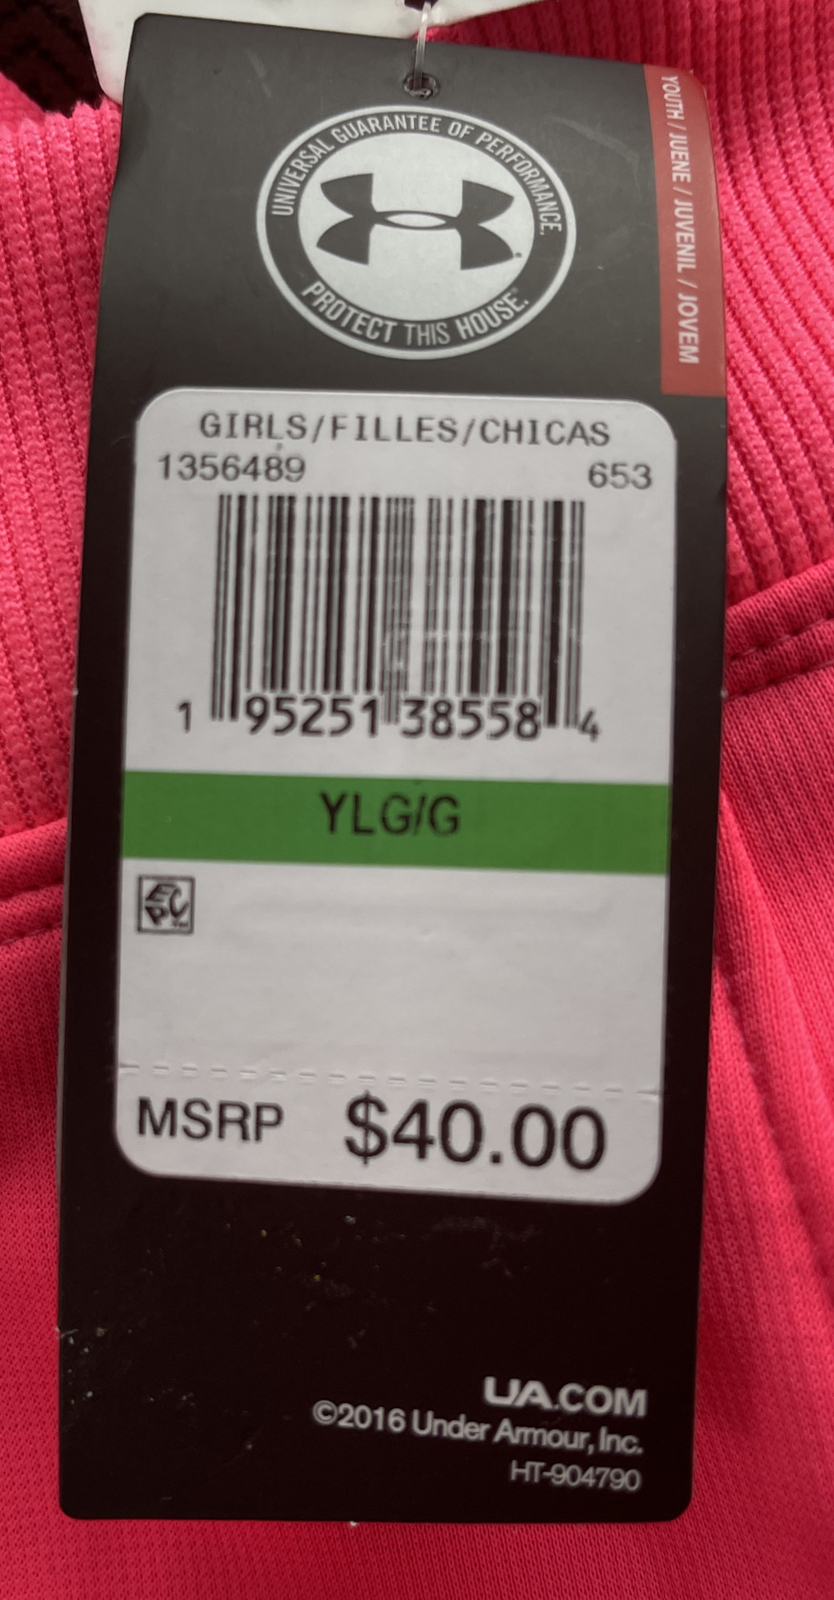 UNIVERSAL GUARANTEE OF PERFORMANCE.
PROTECT THIS HOUSE.
YOUTH / JUENE / JUVENIL / JOVEM
GIRLS/FILLES/CHICAS
1356489 653
1 95251 38558 4
YLG/G
EPC
MSRP $40.00
UA.COM
©2016 Under Armour, Inc.
HT-904790